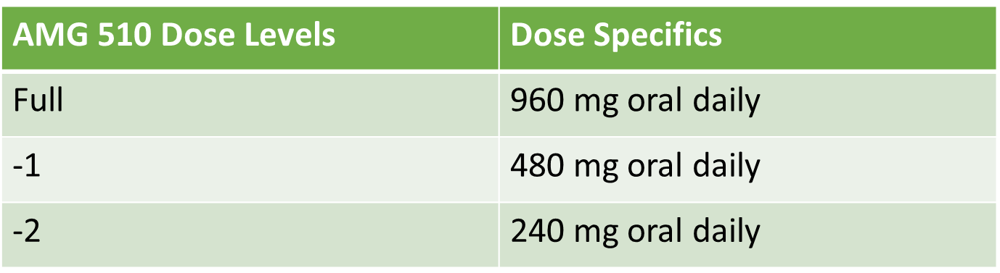 AMG 510 Dose Levels Dose Specifics
Full 960 mg oral daily
-1 480 mg oral daily
-2 240 mg oral daily